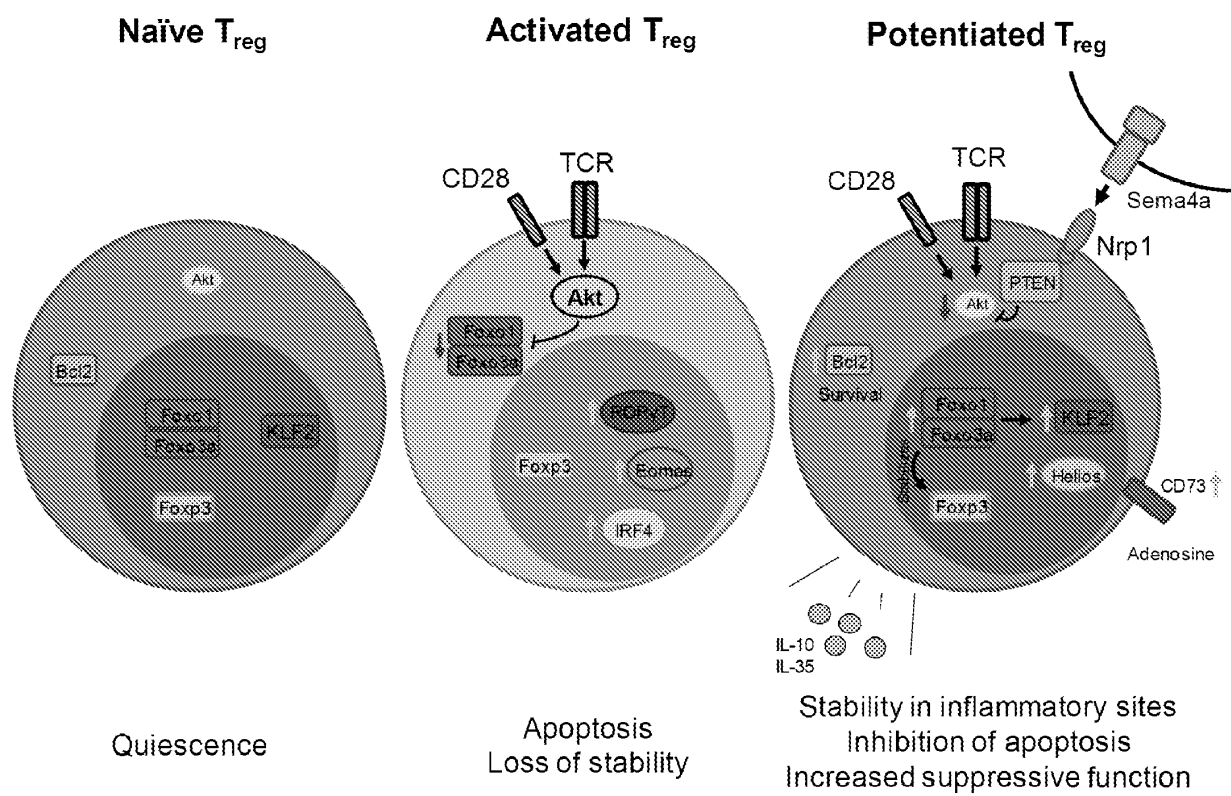 Naïve Treg
Activated Treg
Potentiated Treg
Akt
Bcl2
Foxo1
Foxo3a
KLF2
Foxp3
Quiescence
CD28
TCR
Akt
Foxo1
Foxo3a
RORγT
Foxp3
Eomes
IRF4
Apoptosis
Loss of stability
CD28
TCR
Sema4a
Nrp1
PTEN
Akt
Bcl2
Survival
Foxo1
Foxo3a
KLF2
Helios
Foxp3
CD73
Adenosine
IL-10
IL-35
Stability in inflammatory sites
Inhibition of apoptosis
Increased suppressive function